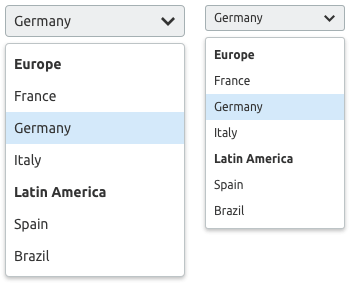 Germany
Europe
France
Germany
Italy
Latin America
Spain
Brazil
Germany
Europe
France
Germany
Italy
Latin America
Spain
Brazil